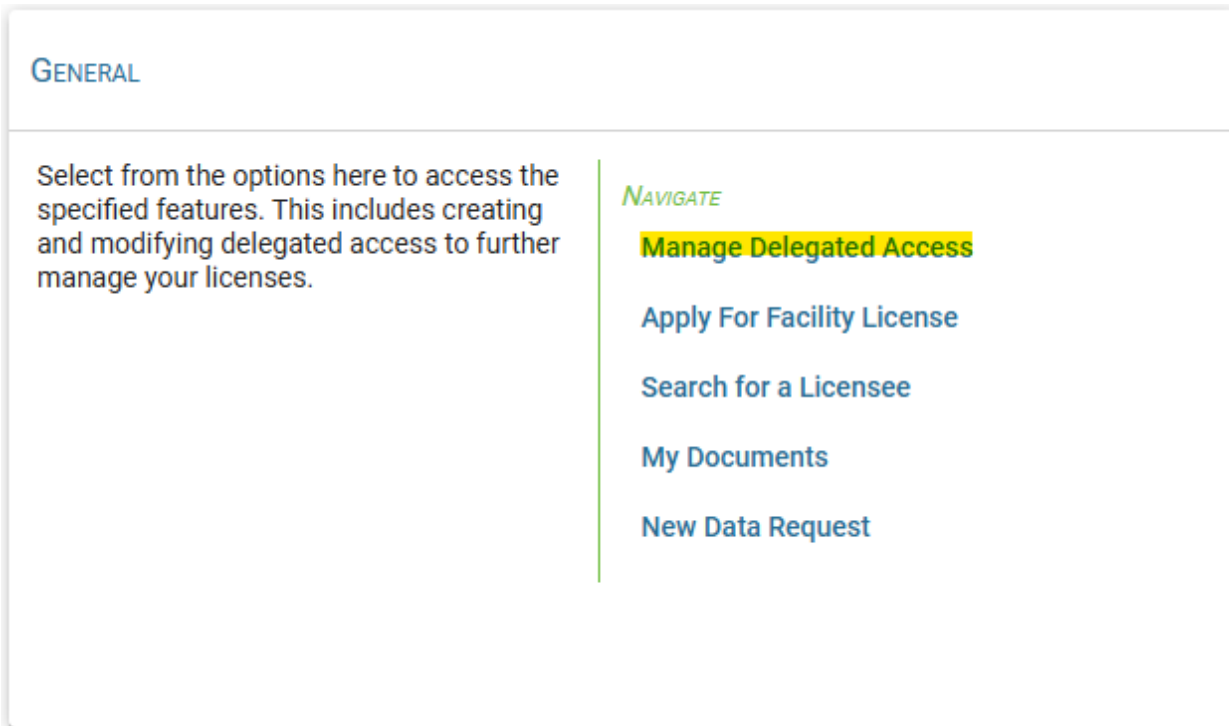 GENERAL
Select from the options here to access the
specified features. This includes creating
and modifying delegated access to further
manage your licenses.
NAVIGATE
Manage Delegated Access
Apply For Facility License
Search for a Licensee
My Documents
New Data Request